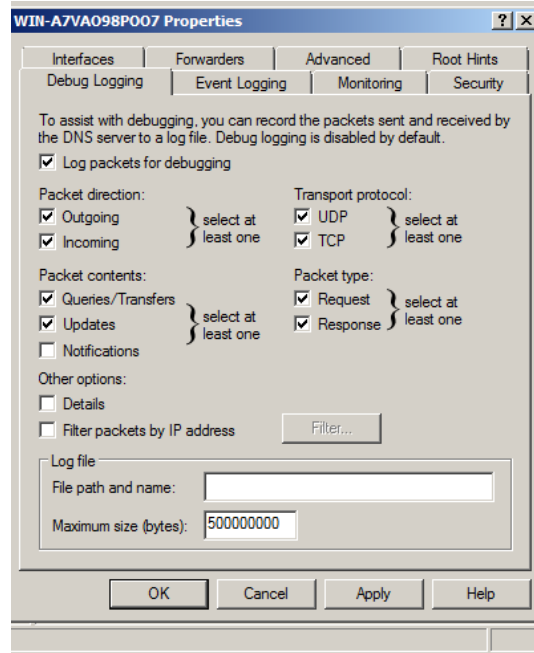 WIN-A7VAO98POO7 Properties
Interfaces Forwarders Advanced Root Hints
Debug Logging Event Logging Monitoring Security
To assist with debugging, you can record the packets sent and received by
the DNS server to a log file. Debug logging is disabled by default.
Log packets for debugging
Packet direction:
Outgoing
Incoming
select at
least one
Transport protocol:
UDP
TCP
select at
least one
Packet contents:
Queries/Transfers
Updates
Notifications
select at
least one
Packet type:
Request
Response
select at
least one
Other options:
Details
Filter packets by IP address
Filter...
Log file
File path and name:
Maximum size (bytes): 500000000
OK Cancel Apply Help